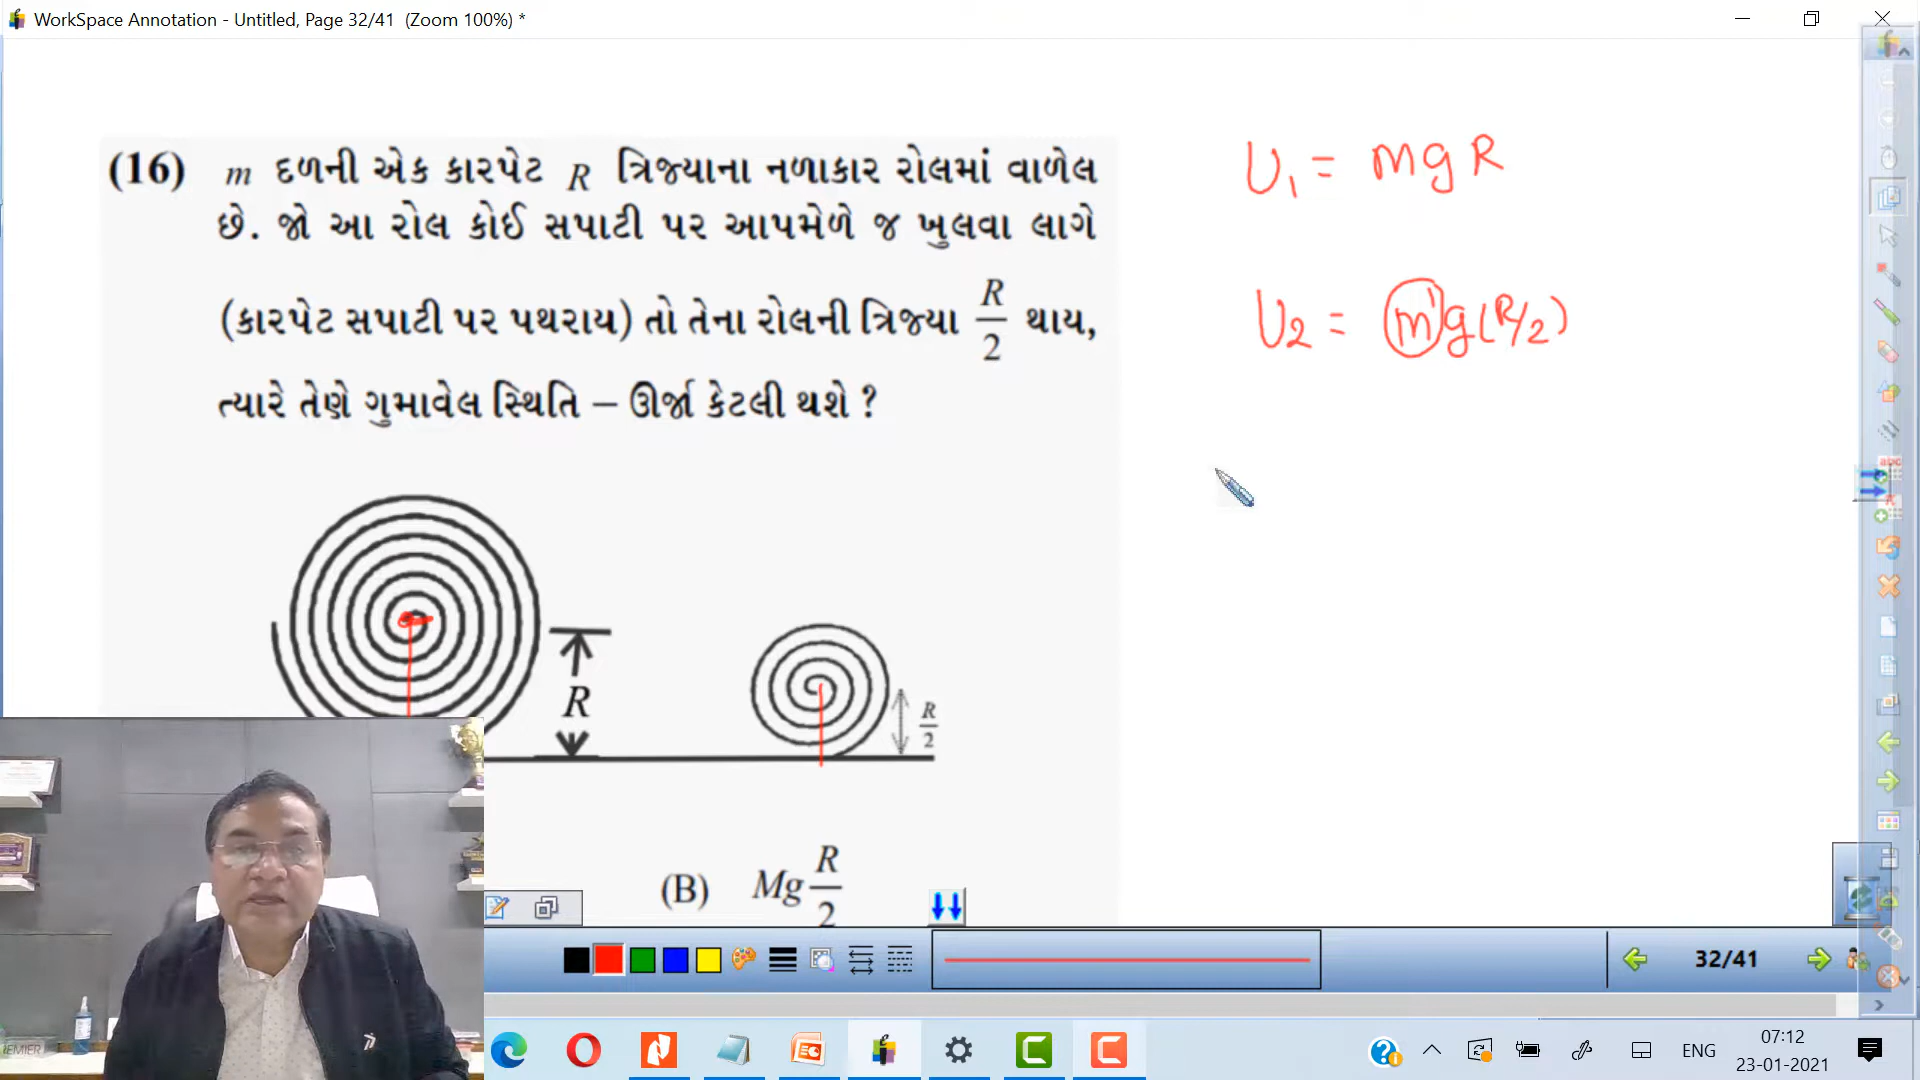 WorkSpace Annotation - Untitled, Page 32/41 (Zoom 100%) *
(16) m દળની એક કારપેટ R ત્રિજ્યાના નળાકાર રોલમાં વાળેલ
છે. જો આ રોલ કોઈ સપાટી પર આપમેળે જ ખુલવા લાગે
(કારપેટ સપાટી પર પથરાય) તો તેના રોલની ત્રિજ્યા R/2 થાય,
ત્યારે તેણે ગુમાવેલ સ્થિતિ – ઊર્જા કેટલી થશે ?
U₁ = mgR
U₂ = m'g(R/2)
R
R/2
(B) Mg R/2
32/41
ENG
07:12
23-01-2021